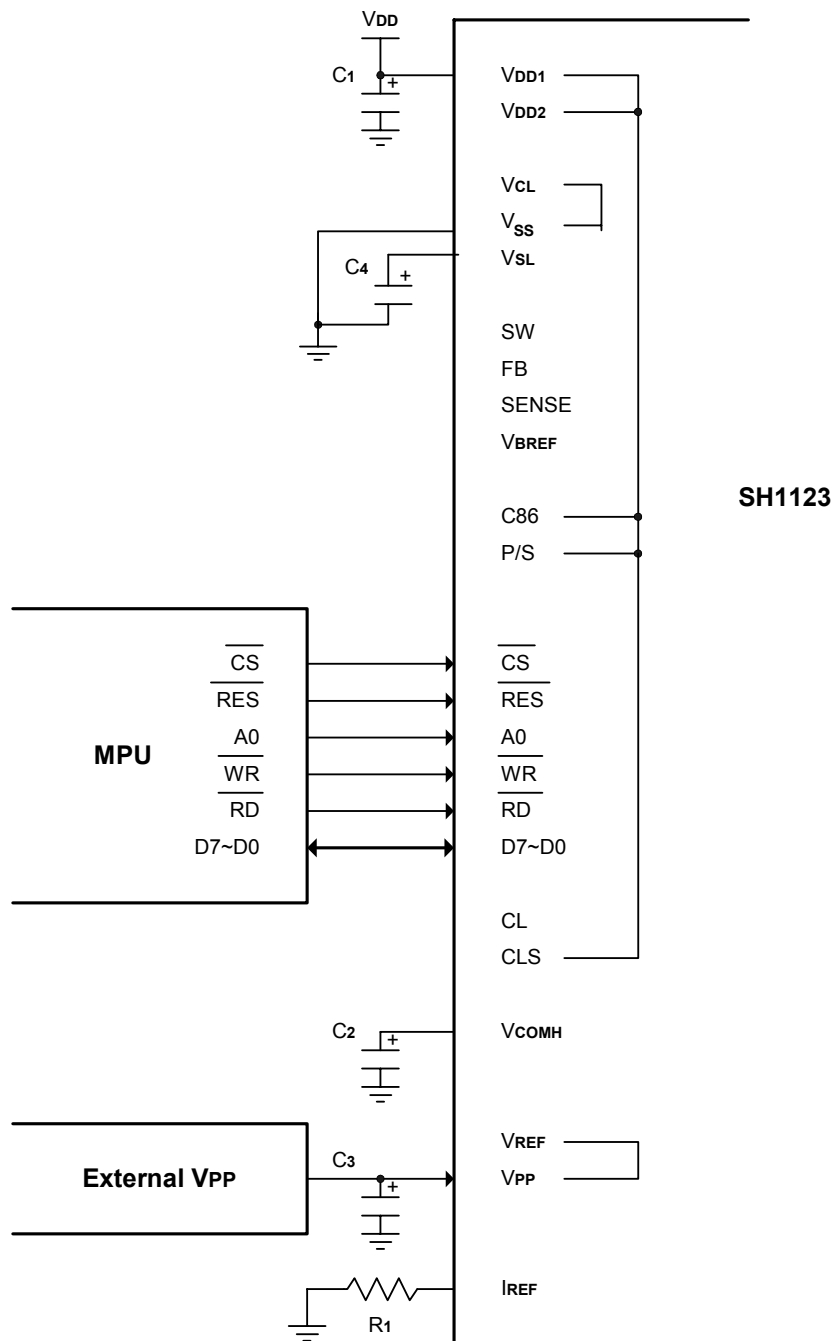 VDD
C1
+
VDD1
VDD2
VCL
VSS
VSL
C4
+
SW
FB
SENSE
VBREF
SH1123
C86
P/S
MPU
CS
RES
A0
WR
RD
D7~D0
CS
RES
A0
WR
RD
D7~D0
CL
CLS
C2
+
VCOMH
External VPP
C3
+
VREF
VPP
R1
IREF